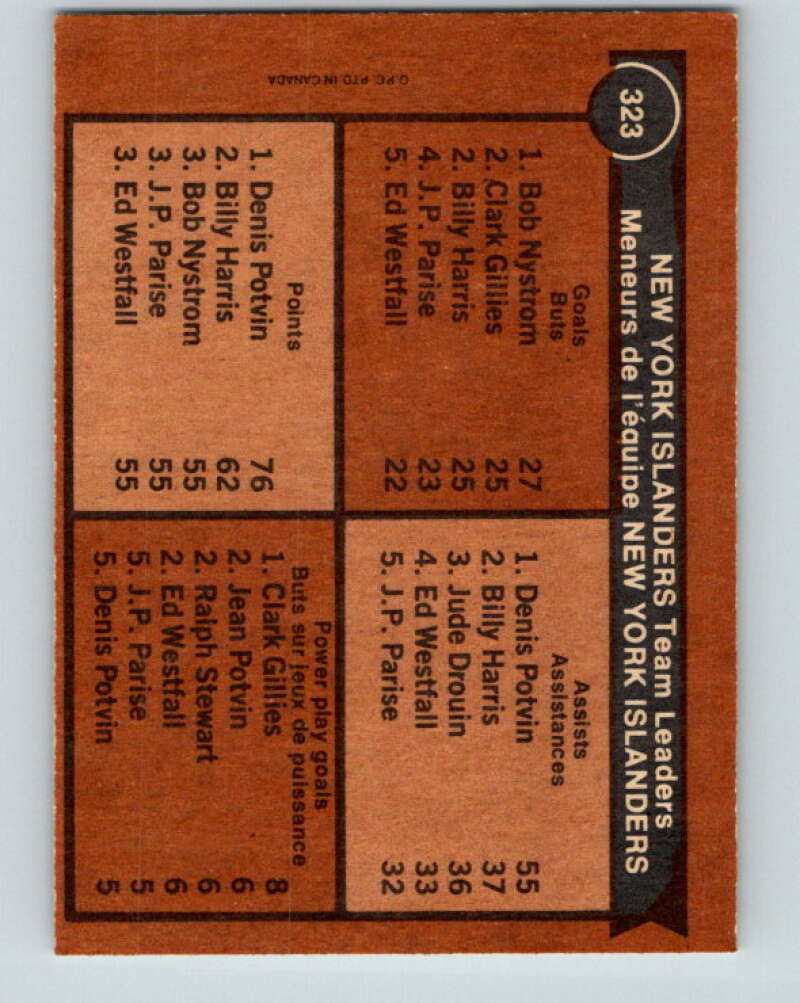 323
NEW YORK ISLANDERS Team Leaders
Meneurs de l'équipe NEW YORK ISLANDERS
Goals
Buts
1. Bob Nystrom 27
2. Clark Gillies 25
2. Billy Harris 25
4. J.P. Parise 23
5. Ed Westfall 22
Assists
Assistances
1. Denis Potvin 55
2. Billy Harris 37
3. Jude Drouin 36
4. Ed Westfall 33
5. J.P. Parise 32
Points
1. Denis Potvin 76
2. Billy Harris 62
3. Bob Nystrom 55
3. J.P. Parise 55
3. Ed Westfall 55
Power play goals
Buts sur jeux de puissance
1. Clark Gillies 8
2. Jean Potvin 6
2. Ralph Stewart 6
2. Ed Westfall 6
5. J.P. Parise 5
5. Denis Potvin 5
O.P.C. PTD. IN CANADA